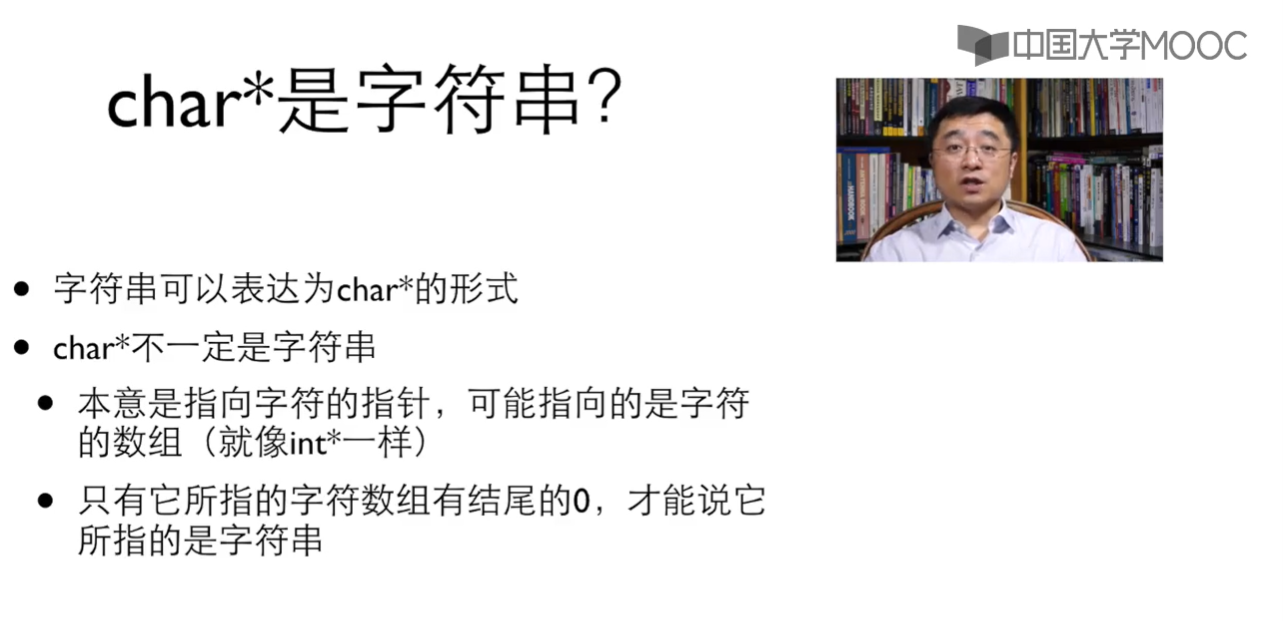 中国大学MOOC
char*是字符串？
字符串可以表达为char*的形式
char*不一定是字符串
本意是指向字符的指针，可能指向的是字符
的数组（就像int*一样）
只有它所指的字符数组有结尾的0，才能说它
所指的是字符串